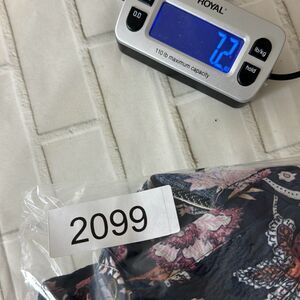 ROYAL
0.0
7.2
lb/kg
hold
110 lb maximum capacity
2099